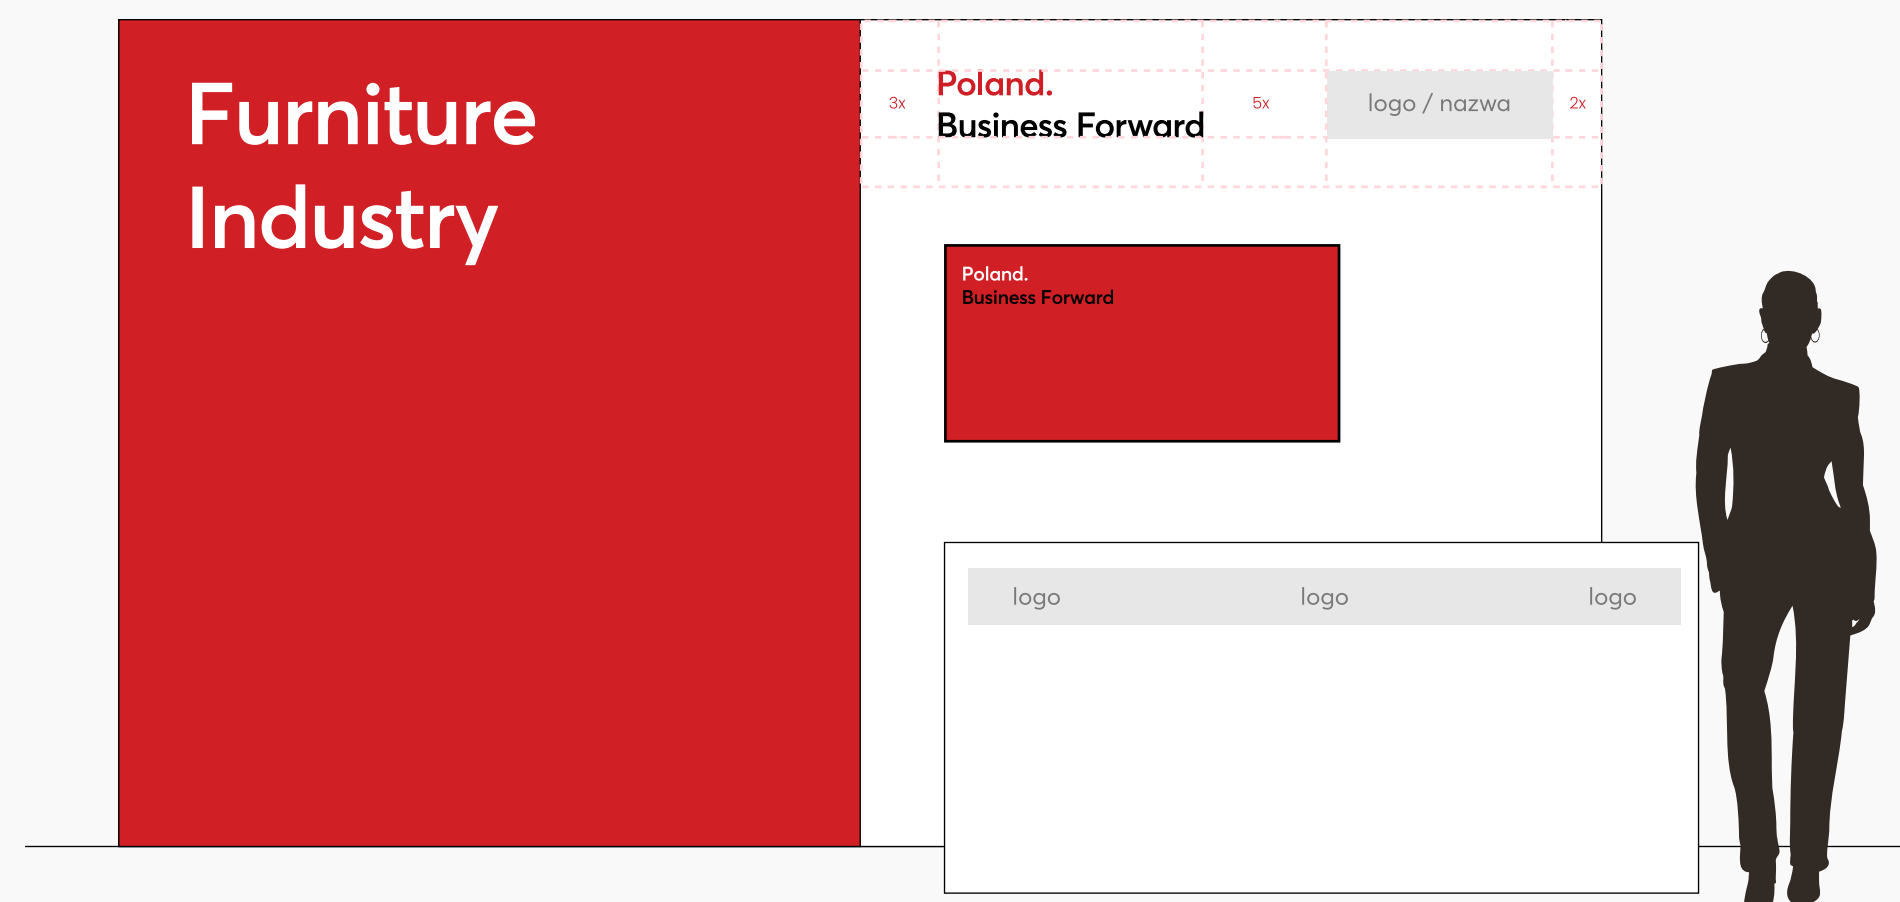 Furniture
Industry
3x
Poland.
Business Forward
5x
logo / nazwa
2x
Poland.
Business Forward
logo logo logo